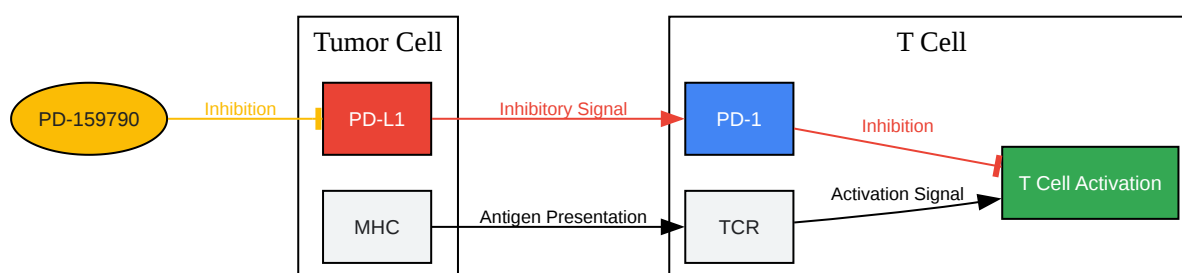 Tumor Cell
T Cell
PD-159790
Inhibition
PD-L1
Inhibitory Signal
PD-1
Inhibition
T Cell Activation
MHC
Antigen Presentation
TCR
Activation Signal